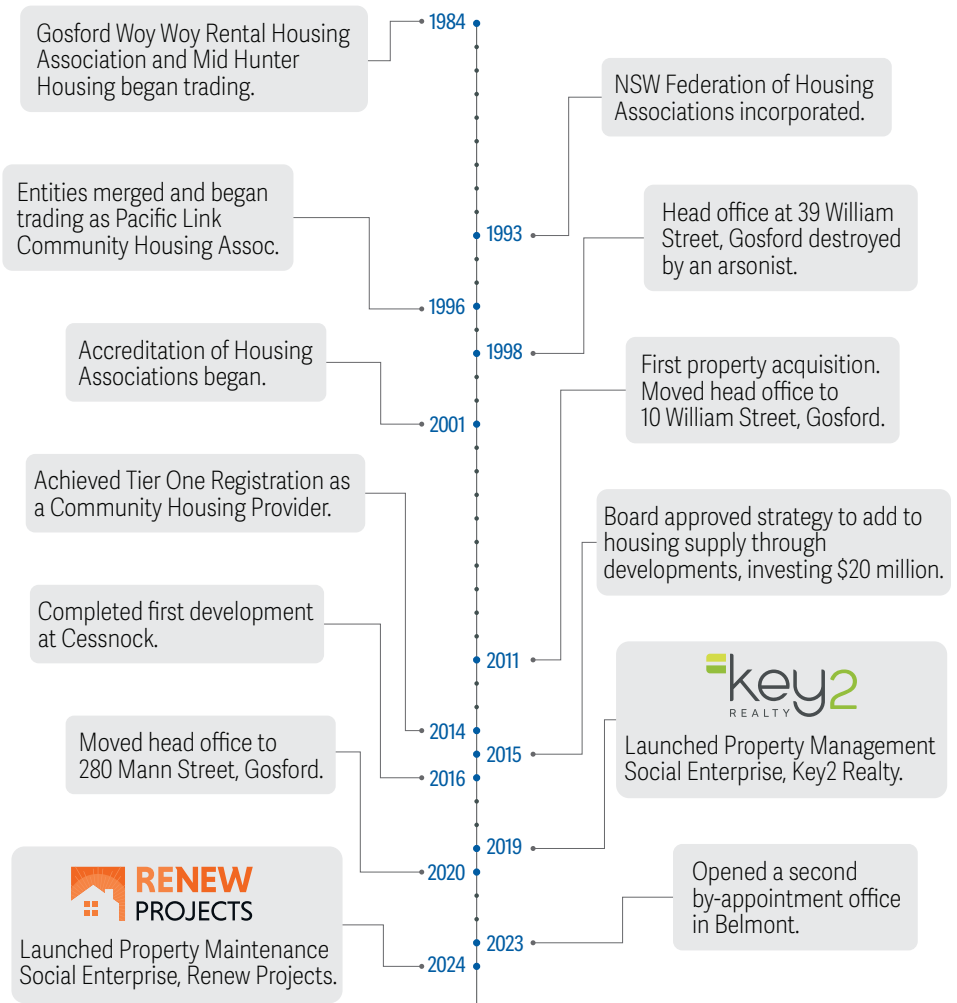 1984
Gosford Woy Woy Rental Housing
Association and Mid Hunter
Housing began trading.
NSW Federation of Housing
Associations incorporated.
1993
Entities merged and began
trading as Pacific Link
Community Housing Assoc.
1996
Head office at 39 William
Street, Gosford destroyed
by an arsonist.
1998
Accreditation of Housing
Associations began.
2001
First property acquisition.
Moved head office to
10 William Street, Gosford.
2011
Achieved Tier One Registration as
a Community Housing Provider.
2014
Board approved strategy to add to
housing supply through
developments, investing $20 million.
2015
Completed first development
at Cessnock.
2016
key2
REALTY
Launched Property Management
Social Enterprise, Key2 Realty.
2019
Moved head office to
280 Mann Street, Gosford.
2020
Opened a second
by-appointment office
in Belmont.
2023
RENEW
PROJECTS
Launched Property Maintenance
Social Enterprise, Renew Projects.
2024